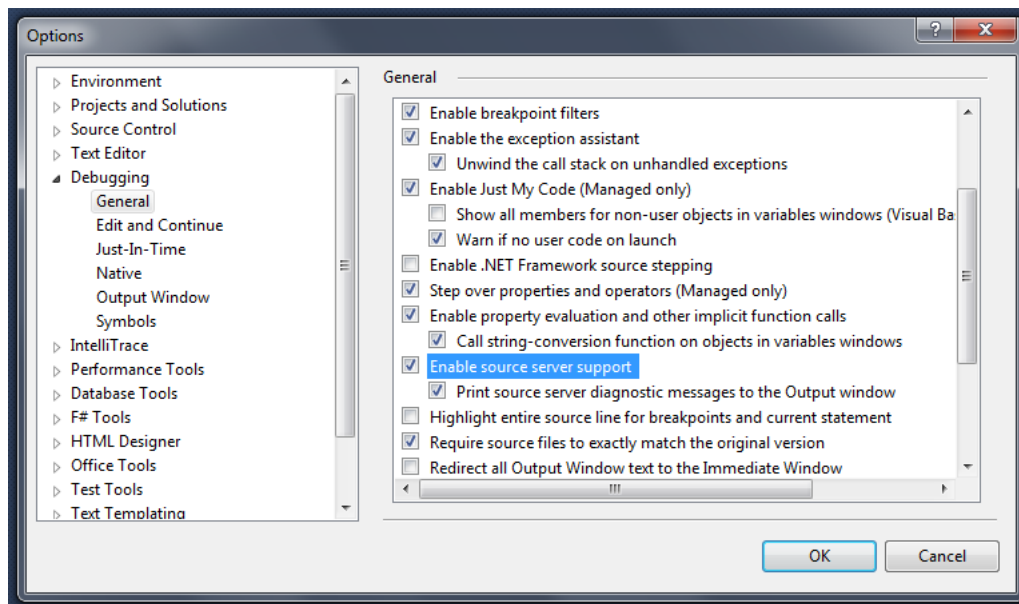 Options
Environment
Projects and Solutions
Source Control
Text Editor
Debugging
General
Edit and Continue
Just-In-Time
Native
Output Window
Symbols
IntelliTrace
Performance Tools
Database Tools
F# Tools
HTML Designer
Office Tools
Test Tools
Text Templating
General
Enable breakpoint filters
Enable the exception assistant
Unwind the call stack on unhandled exceptions
Enable Just My Code (Managed only)
Show all members for non-user objects in variables windows (Visual Ba
Warn if no user code on launch
Enable .NET Framework source stepping
Step over properties and operators (Managed only)
Enable property evaluation and other implicit function calls
Call string-conversion function on objects in variables windows
Enable source server support
Print source server diagnostic messages to the Output window
Highlight entire source line for breakpoints and current statement
Require source files to exactly match the original version
Redirect all Output Window text to the Immediate Window
OK
Cancel